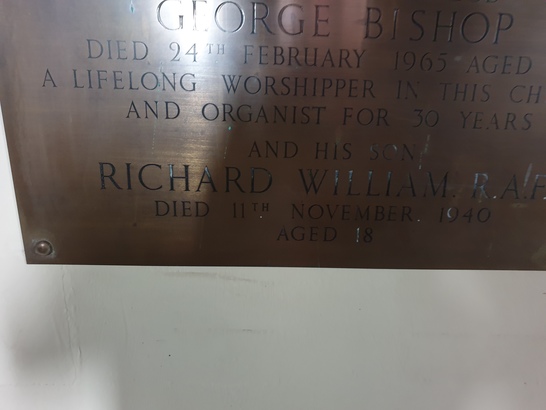 GEORGE BISHOP
DIED 24TH FEBRUARY 1965 AGED
A LIFELONG WORSHIPPER IN THIS CH
AND ORGANIST FOR 30 YEARS
AND HIS SON
RICHARD WILLIAM, R.A.F.
DIED 11TH NOVEMBER, 1940
AGED 18